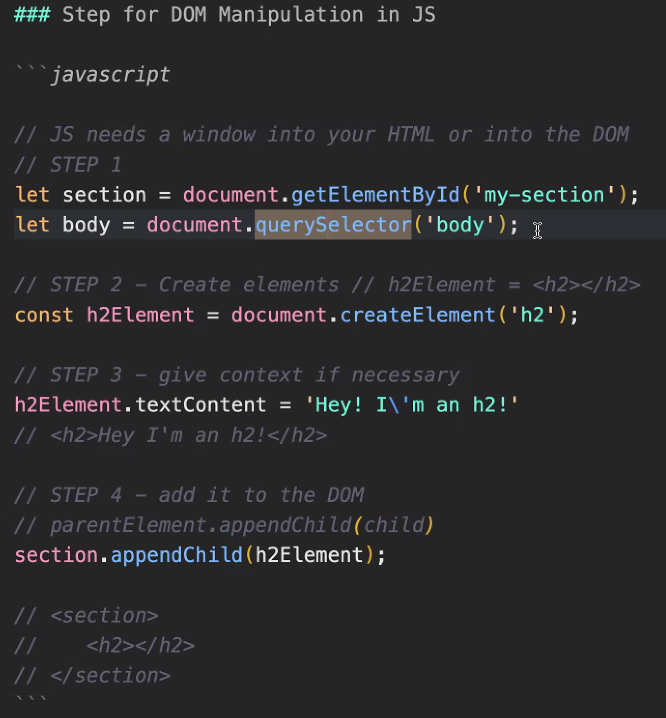 ### Step for DOM Manipulation in JS
```javascript
// JS needs a window into your HTML or into the DOM
// STEP 1
let section = document.getElementById('my-section');
let body = document.querySelector('body');
// STEP 2 - Create elements // h2Element = <h2></h2>
const h2Element = document.createElement('h2');
// STEP 3 - give context if necessary
h2Element.textContent = 'Hey! I\'m an h2!'
// <h2>Hey I'm an h2!</h2>
// STEP 4 - add it to the DOM
// parentElement.appendChild(child)
section.appendChild(h2Element);
// <section>
//    <h2></h2>
// </section>
```